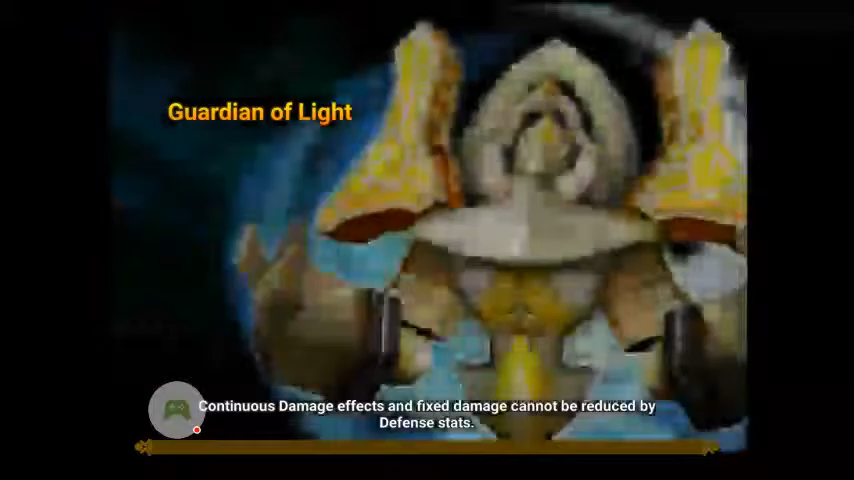 Guardian of Light
Continuous Damage effects and fixed damage cannot be reduced by
Defense stats.